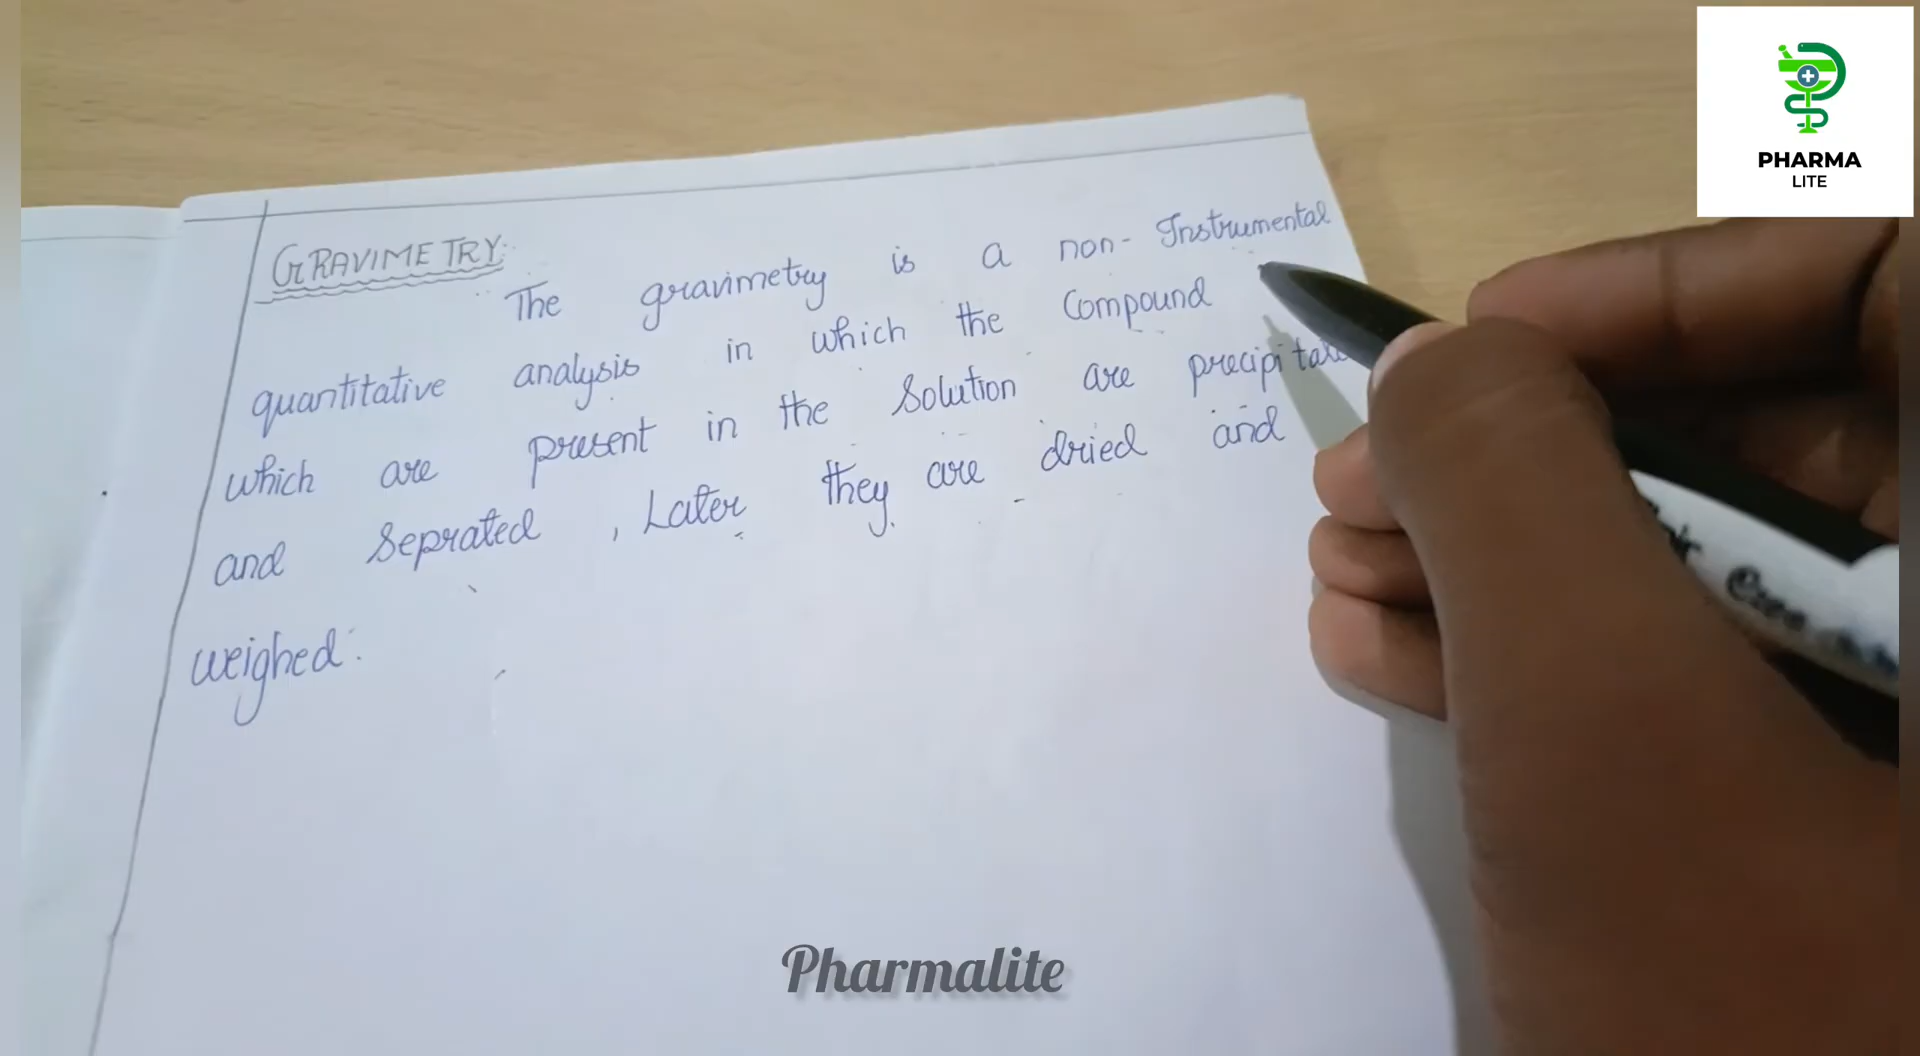 PHARMA
LITE
GRAVIMETRY:
The gravimetry is a non-Instrumental
quantitative analysis in which the Compound
which are present in the Solution are
and Seprated, Later they are dried and
weighed:
Pharmalite